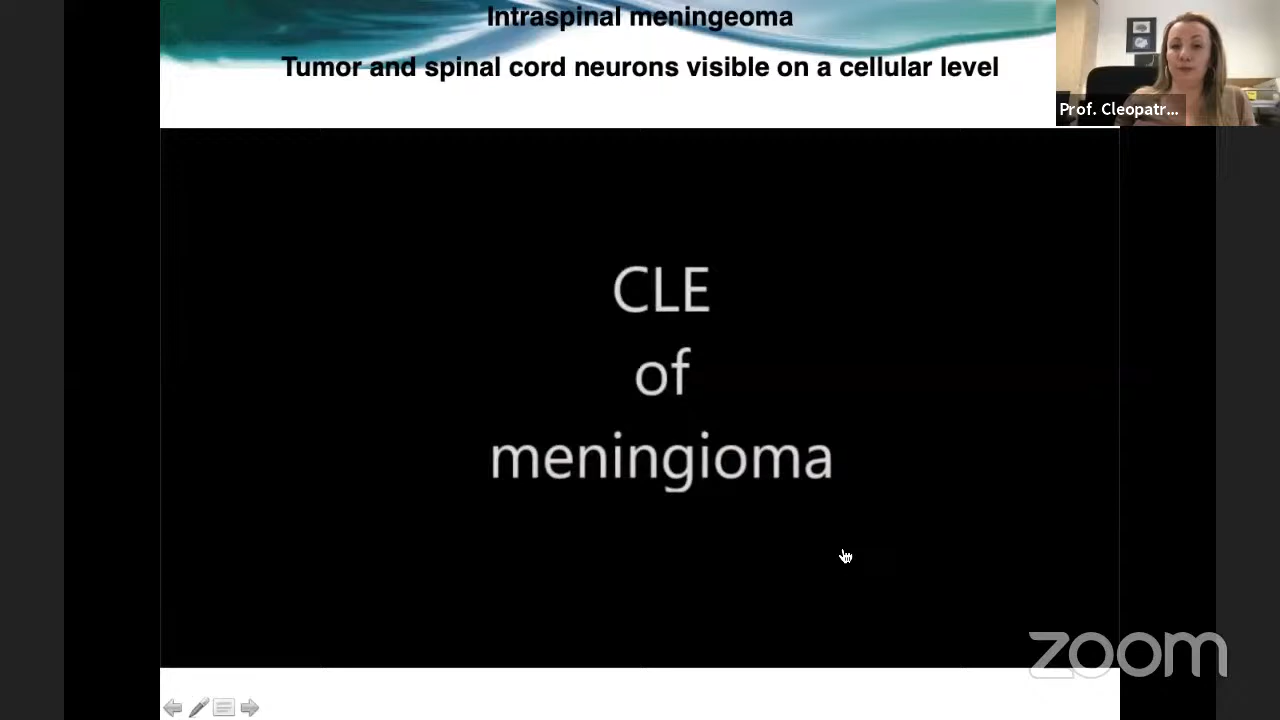 Intraspinal meningeoma
Tumor and spinal cord neurons visible on a cellular level
Prof. Cleopatr...
CLE
of
meningioma
zoom